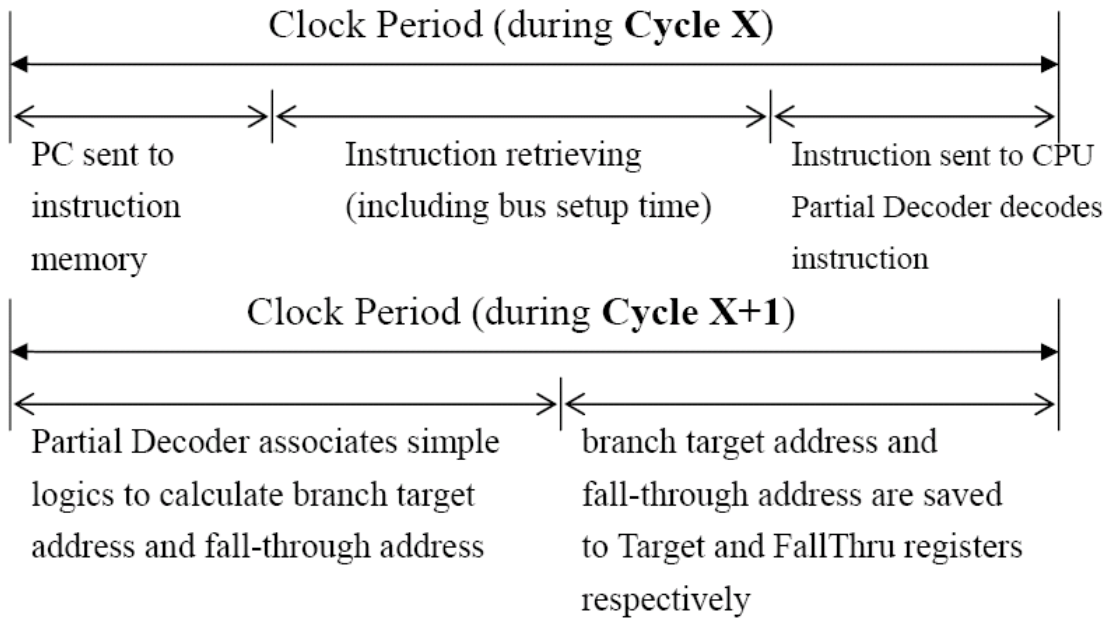 Clock Period (during Cycle X)
PC sent to
instruction
memory
Instruction retrieving
(including bus setup time)
Instruction sent to CPU
Partial Decoder decodes
instruction
Clock Period (during Cycle X+1)
Partial Decoder associates simple
logics to calculate branch target
address and fall-through address
branch target address and
fall-through address are saved
to Target and FallThru registers
respectively